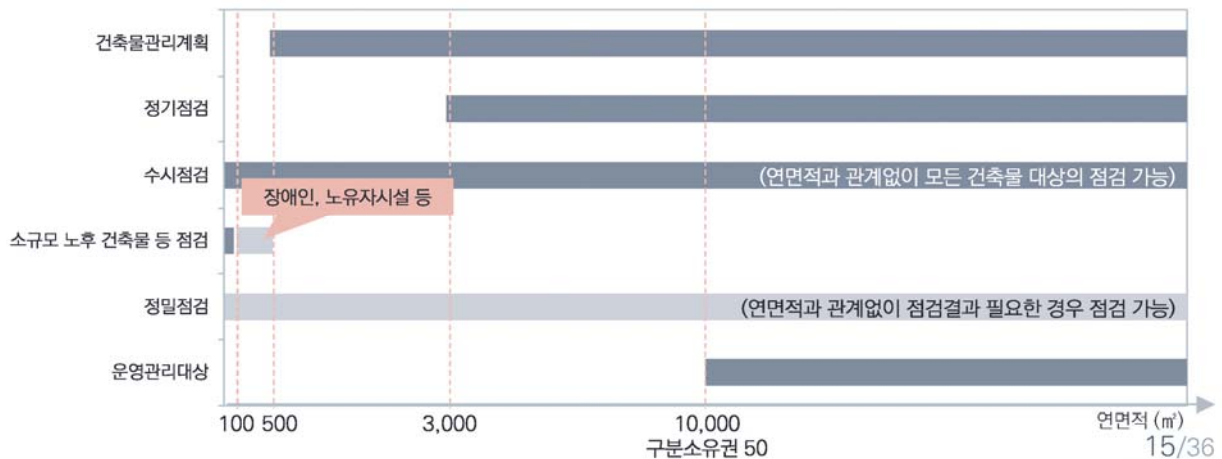 건축물관리계획
정기점검
수시점검
(연면적과 관계없이 모든 건축물 대상의 점검 가능)
장애인, 노유자시설 등
소규모 노후 건축물 등 점검
정밀점검
(연면적과 관계없이 점검결과 필요한 경우 점검 가능)
운영관리대상
100 500 3,000 10,000 연면적 (㎡)
구분소유권 50
15/36